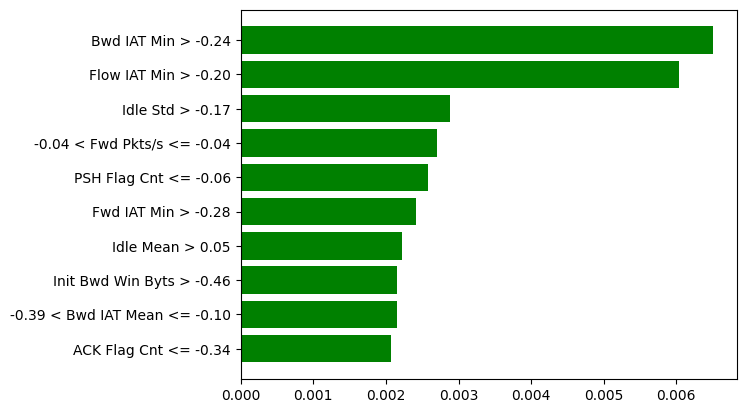 Bwd IAT Min > -0.24
Flow IAT Min > -0.20
Idle Std > -0.17
-0.04 < Fwd Pkts/s <= -0.04
PSH Flag Cnt <= -0.06
Fwd IAT Min > -0.28
Idle Mean > 0.05
Init Bwd Win Byts > -0.46
-0.39 < Bwd IAT Mean <= -0.10
ACK Flag Cnt <= -0.34
0.000 0.001 0.002 0.003 0.004 0.005 0.006